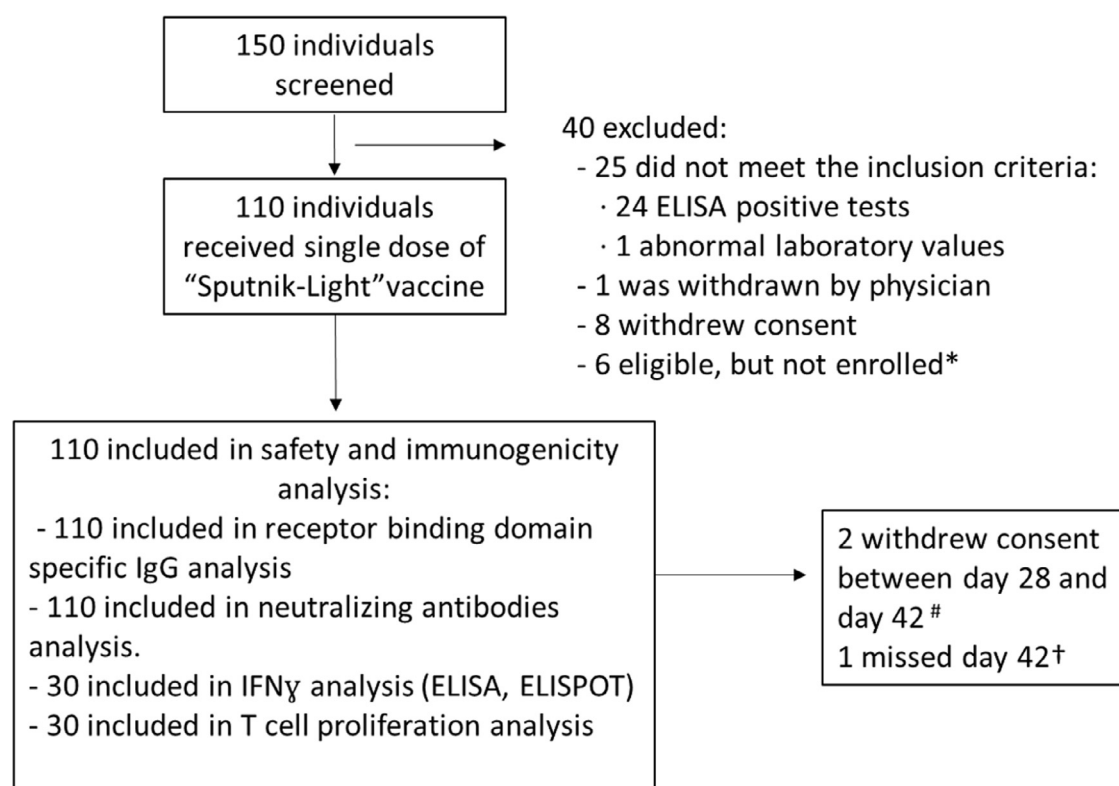 150 individuals
screened
40 excluded:
- 25 did not meet the inclusion criteria:
· 24 ELISA positive tests
· 1 abnormal laboratory values
- 1 was withdrawn by physician
- 8 withdrew consent
- 6 eligible, but not enrolled*
110 individuals
received single dose of
“Sputnik-Light”vaccine
110 included in safety and immunogenicity
analysis:
- 110 included in receptor binding domain
specific IgG analysis
- 110 included in neutralizing antibodies
analysis.
- 30 included in IFNɣ analysis (ELISA, ELISPOT)
- 30 included in T cell proliferation analysis
2 withdrew consent
between day 28 and
day 42 #
1 missed day 42†